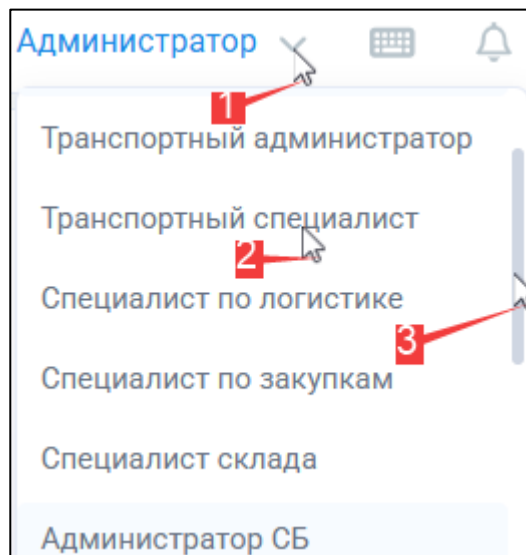 Администратор
1
Транспортный администратор
Транспортный специалист
2
Специалист по логистике
3
Специалист по закупкам
Специалист склада
Администратор СБ